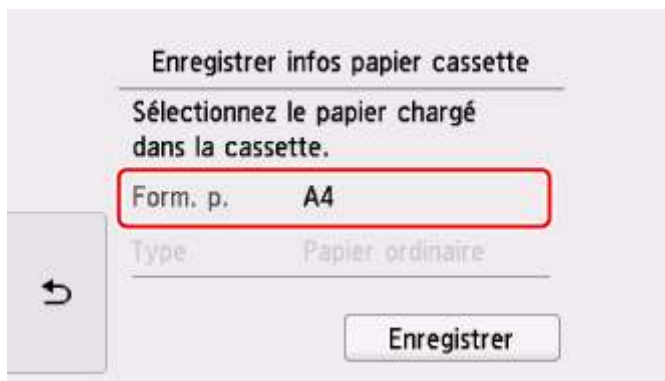 Enregistrer infos papier cassette
Sélectionnez le papier chargé
dans la cassette.
Form. p. A4
Type Papier ordinaire
Enregistrer